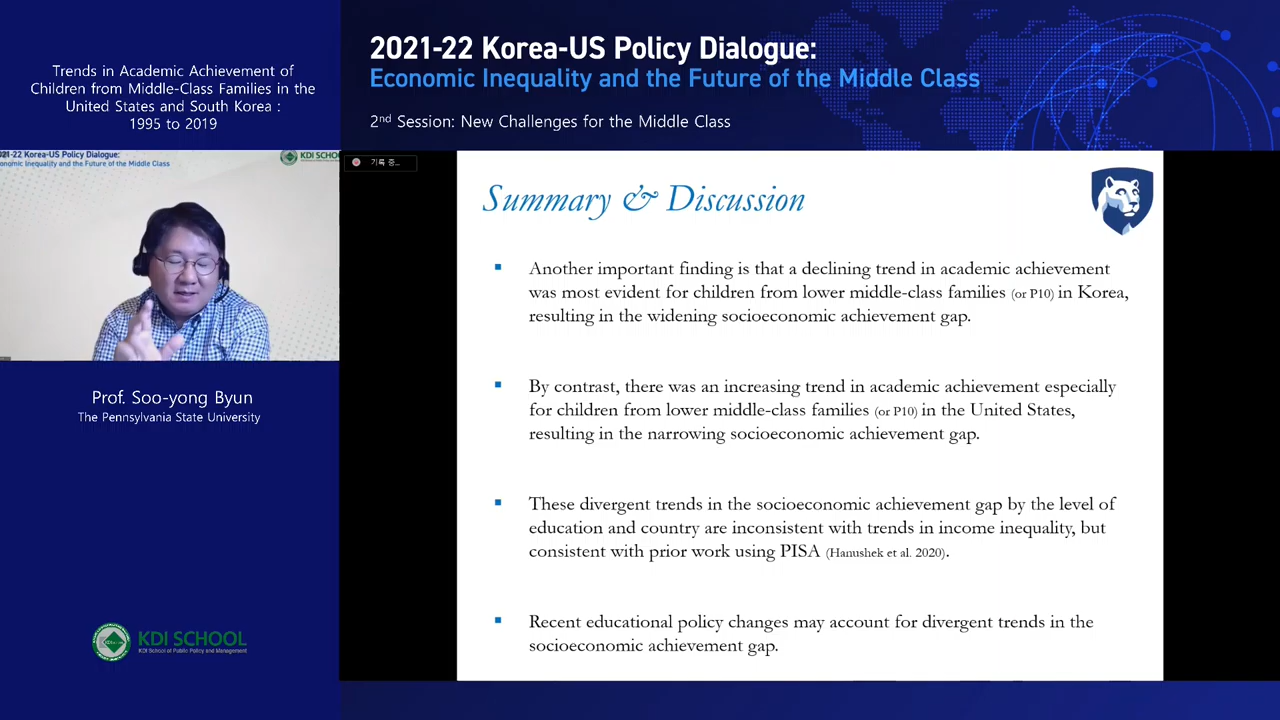 Trends in Academic Achievement of
Children from Middle-Class Families in the
United States and South Korea :
1995 to 2019
2021-22 Korea-US Policy Dialogue:
Economic Inequality and the Future of the Middle Class
2nd Session: New Challenges for the Middle Class
21-22 Korea-US Policy Dialogue:
onomic Inequality and the Future of the Middle Class
KDI SCHO
기록 중...
Prof. Soo-yong Byun
The Pennsylvania State University
KDI SCHOOL
KDI School of Public Policy and Management
Summary & Discussion
▪ Another important finding is that a declining trend in academic achievement
was most evident for children from lower middle-class families (or P10) in Korea,
resulting in the widening socioeconomic achievement gap.
▪ By contrast, there was an increasing trend in academic achievement especially
for children from lower middle-class families (or P10) in the United States,
resulting in the narrowing socioeconomic achievement gap.
▪ These divergent trends in the socioeconomic achievement gap by the level of
education and country are inconsistent with trends in income inequality, but
consistent with prior work using PISA (Hanushek et al. 2020).
▪ Recent educational policy changes may account for divergent trends in the
socioeconomic achievement gap.